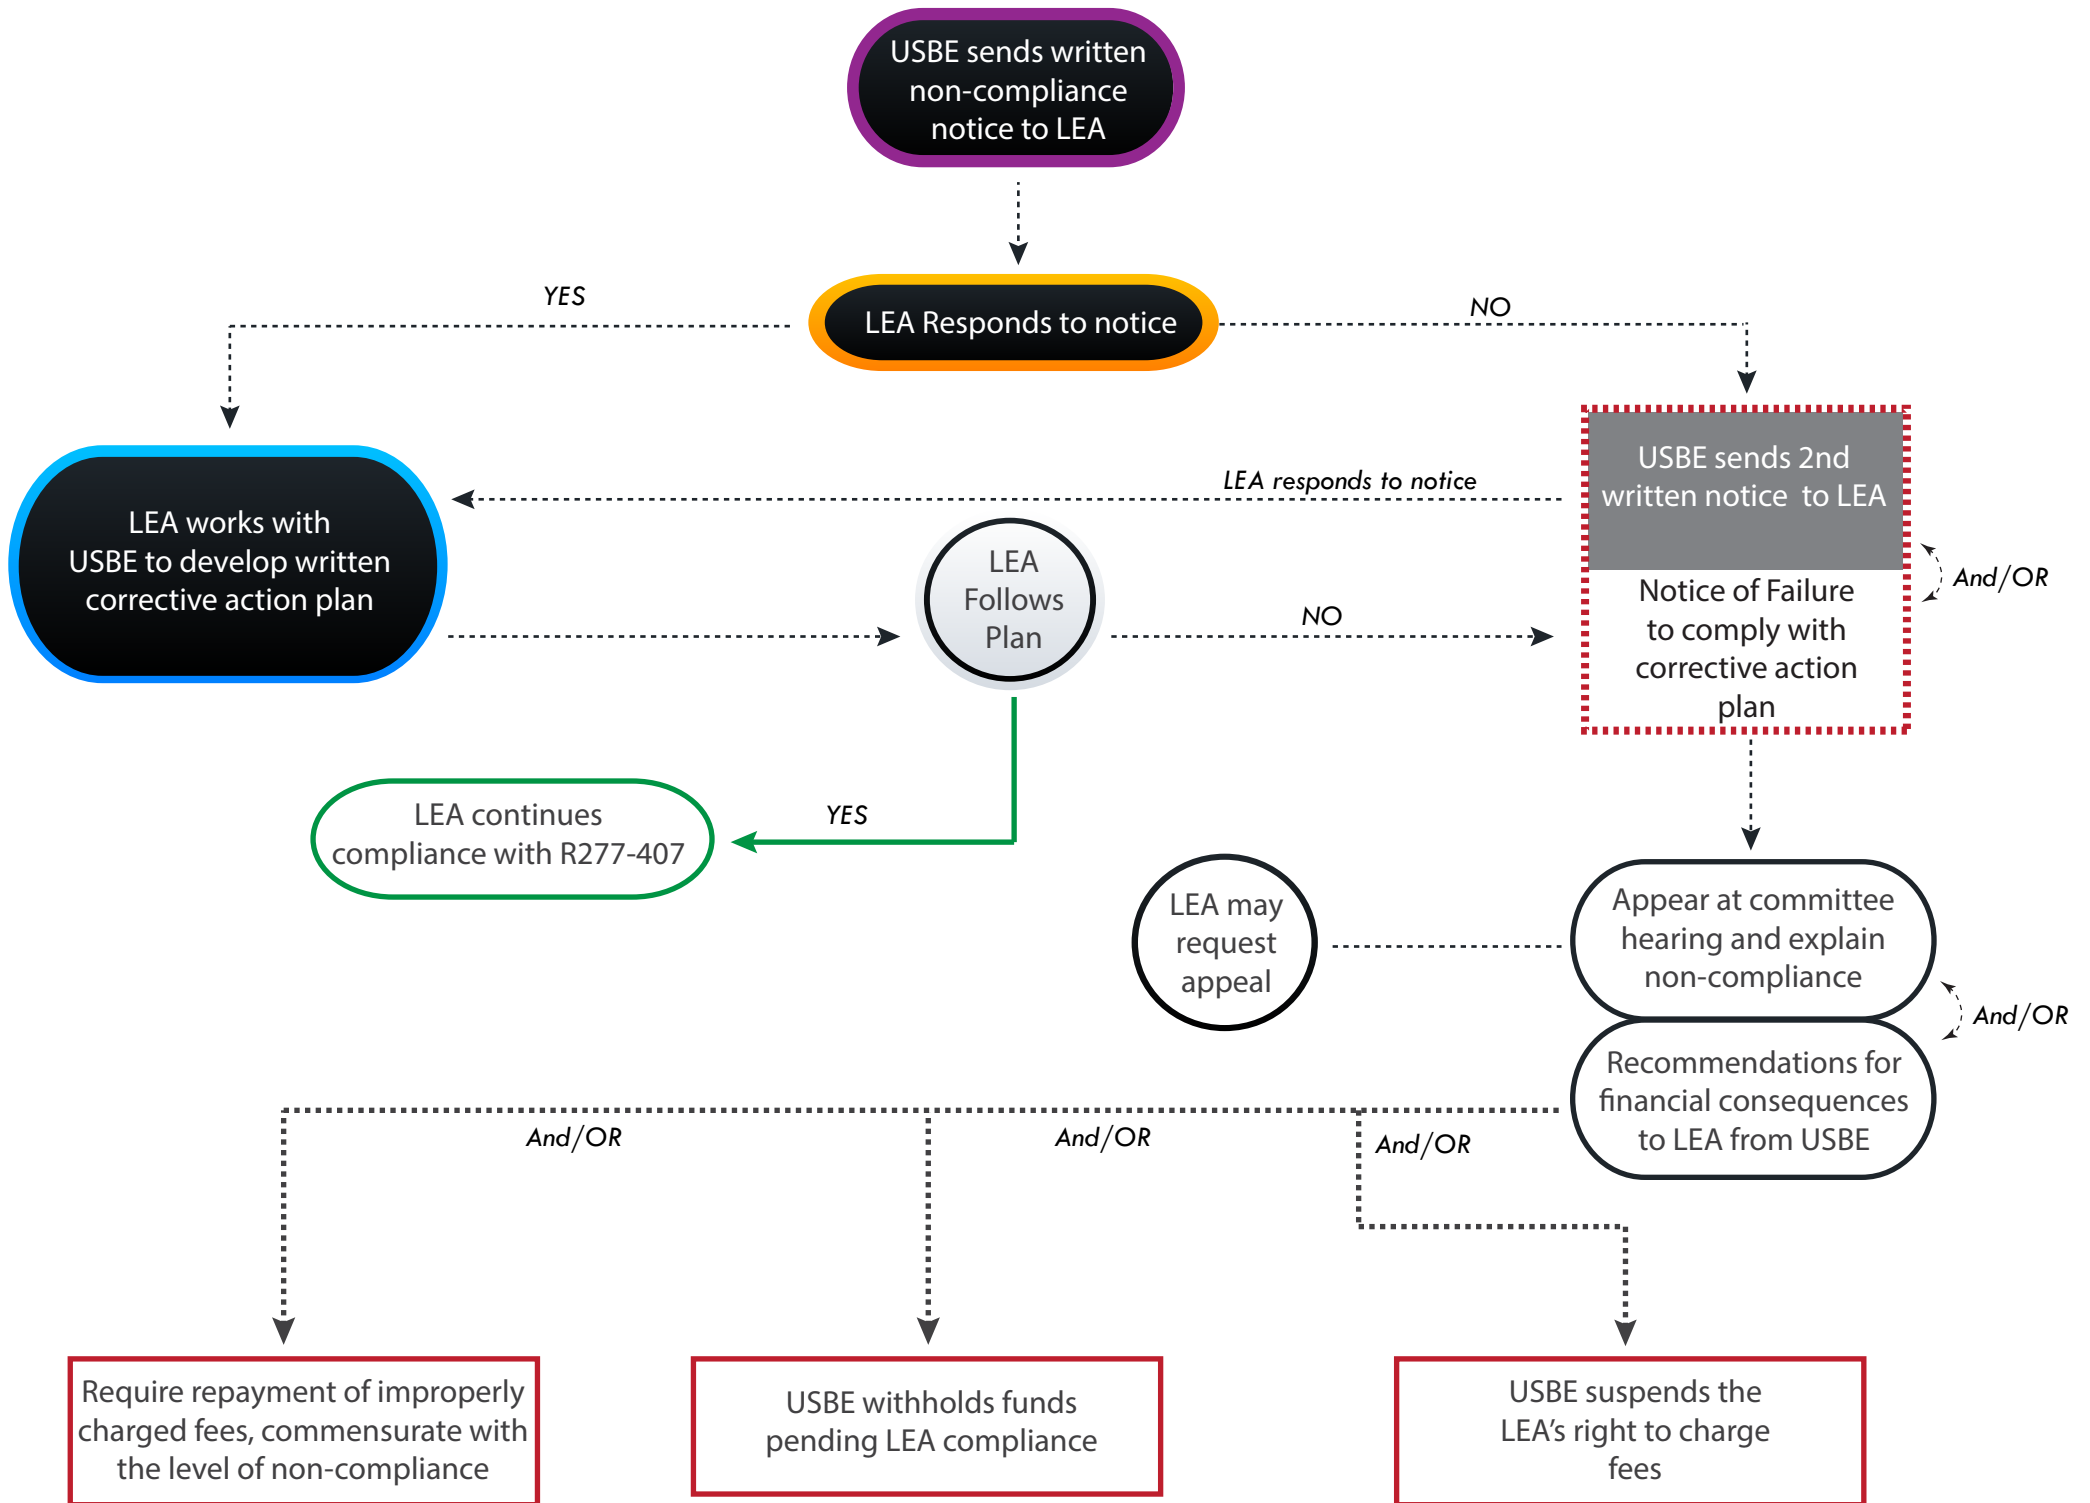 USBE sends written
non-compliance
notice to LEA
YES
LEA Responds to notice
NO
LEA works with
USBE to develop written
corrective action plan
LEA responds to notice
USBE sends 2nd
written notice to LEA
And/OR
Notice of Failure
to comply with
corrective action
plan
LEA
Follows
Plan
NO
YES
LEA continues
compliance with R277-407
LEA may
request
appeal
Appear at committee
hearing and explain
non-compliance
And/OR
Recommendations for
financial consequences
to LEA from USBE
And/OR
And/OR
And/OR
Require repayment of improperly
charged fees, commensurate with
the level of non-compliance
USBE withholds funds
pending LEA compliance
USBE suspends the
LEA's right to charge
fees